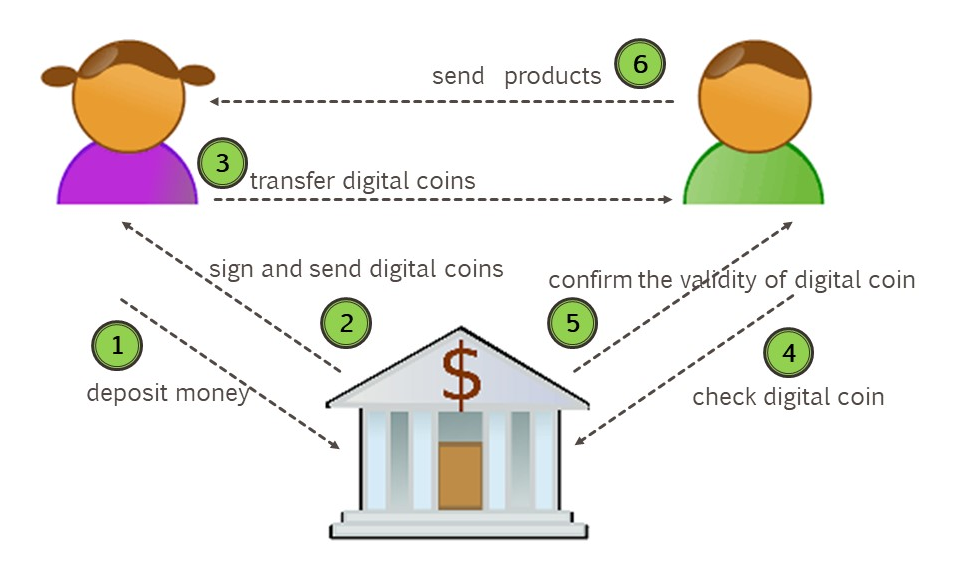 send products
6
3
transfer digital coins
sign and send digital coins
confirm the validity of digital coin
2
5
1
4
deposit money
check digital coin
$